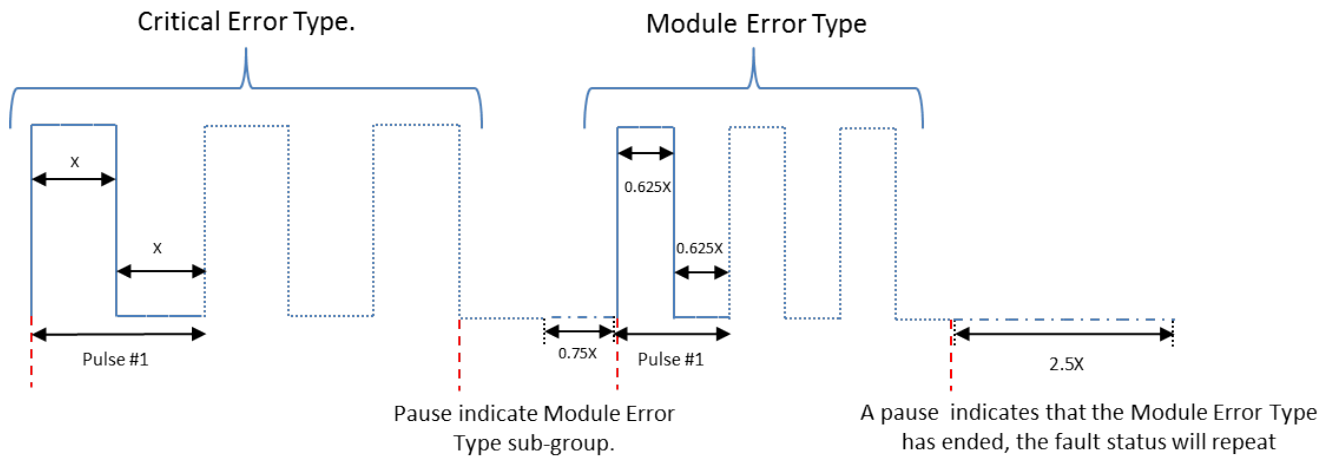 Critical Error Type.
Module Error Type
X
0.625X
X
0.625X
Pulse #1
0.75X
Pulse #1
2.5X
Pause indicate Module Error
Type sub-group.
A pause indicates that the Module Error Type
has ended, the fault status will repeat